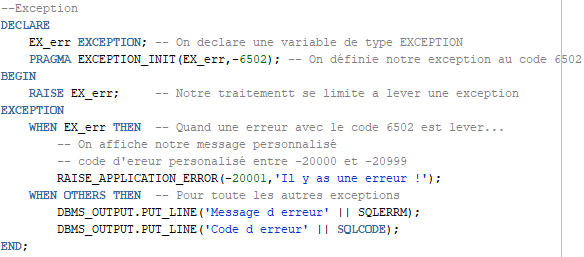 --Exception
DECLARE
EX_err EXCEPTION; -- On declare une variable de type EXCEPTION
PRAGMA EXCEPTION_INIT(EX_err,-6502); -- On définie notre exception au code 6502
BEGIN
RAISE EX_err; -- Notre traitementt se limite a lever une exception
EXCEPTION
WHEN EX_err THEN -- Quand une erreur avec le code 6502 est lever...
-- On affiche notre message personnalisé
-- code d'ereur personalisé entre -20000 et -20999
RAISE_APPLICATION_ERROR(-20001,'Il y as une erreur !');
WHEN OTHERS THEN -- Pour toute les autres exceptions
DBMS_OUTPUT.PUT_LINE('Message d erreur' || SQLERRM);
DBMS_OUTPUT.PUT_LINE('Code d erreur' || SQLCODE);
END;